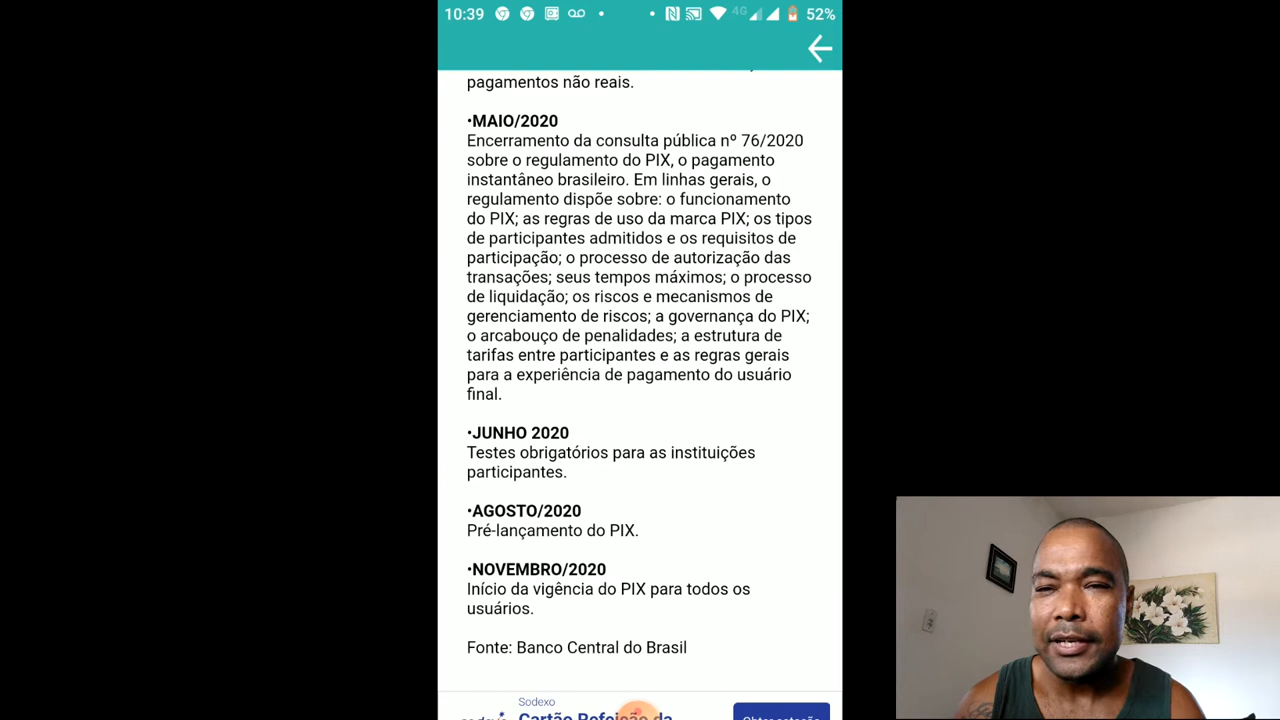 10:39 4G 52%
pagamentos não reais.
•MAIO/2020
Encerramento da consulta pública nº 76/2020
sobre o regulamento do PIX, o pagamento
instantâneo brasileiro. Em linhas gerais, o
regulamento dispõe sobre: o funcionamento
do PIX; as regras de uso da marca PIX; os tipos
de participantes admitidos e os requisitos de
participação; o processo de autorização das
transações; seus tempos máximos; o processo
de liquidação; os riscos e mecanismos de
gerenciamento de riscos; a governança do PIX;
o arcabouço de penalidades; a estrutura de
tarifas entre participantes e as regras gerais
para a experiência de pagamento do usuário
final.
•JUNHO 2020
Testes obrigatórios para as instituições
participantes.
•AGOSTO/2020
Pré-lançamento do PIX.
•NOVEMBRO/2020
Início da vigência do PIX para todos os
usuários.
Fonte: Banco Central do Brasil
Sodexo
Cartão Refeição da